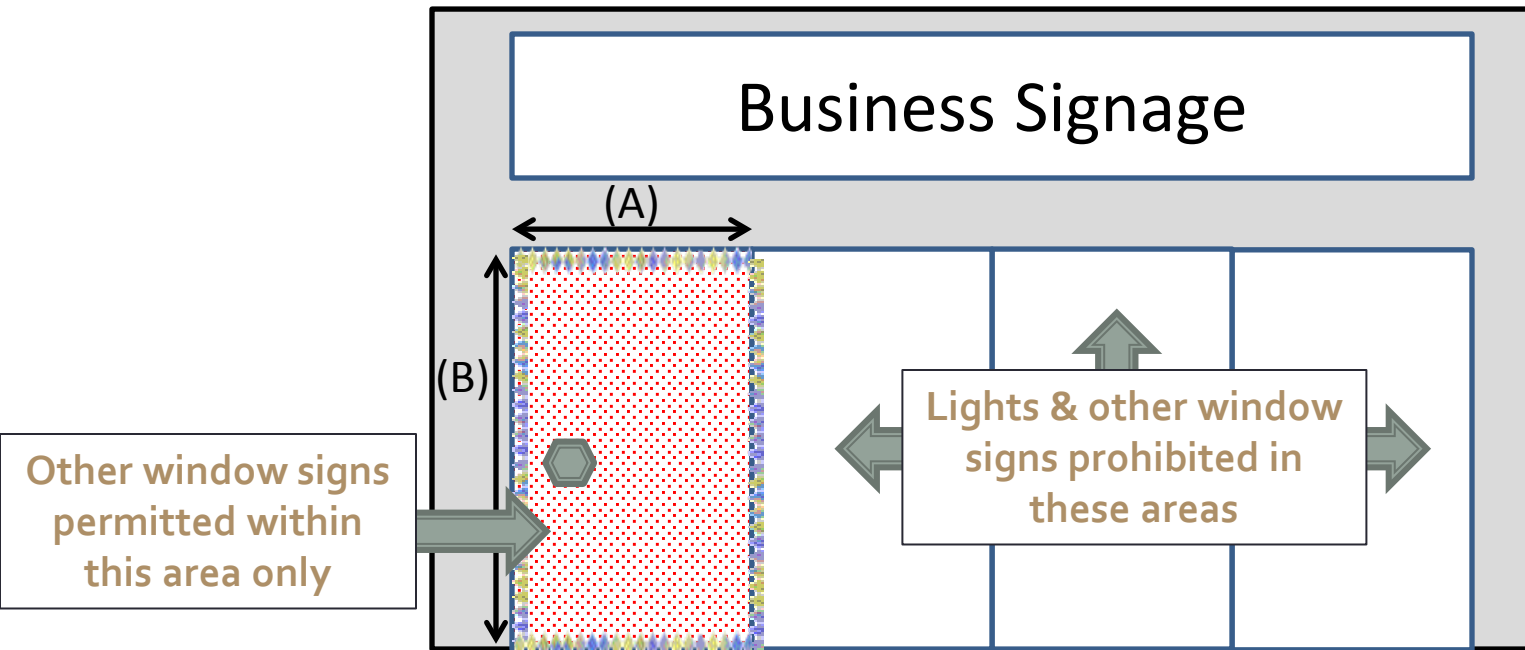 Business Signage
(A)
(B)
Other window signs
permitted within
this area only
Lights & other window
signs prohibited in
these areas